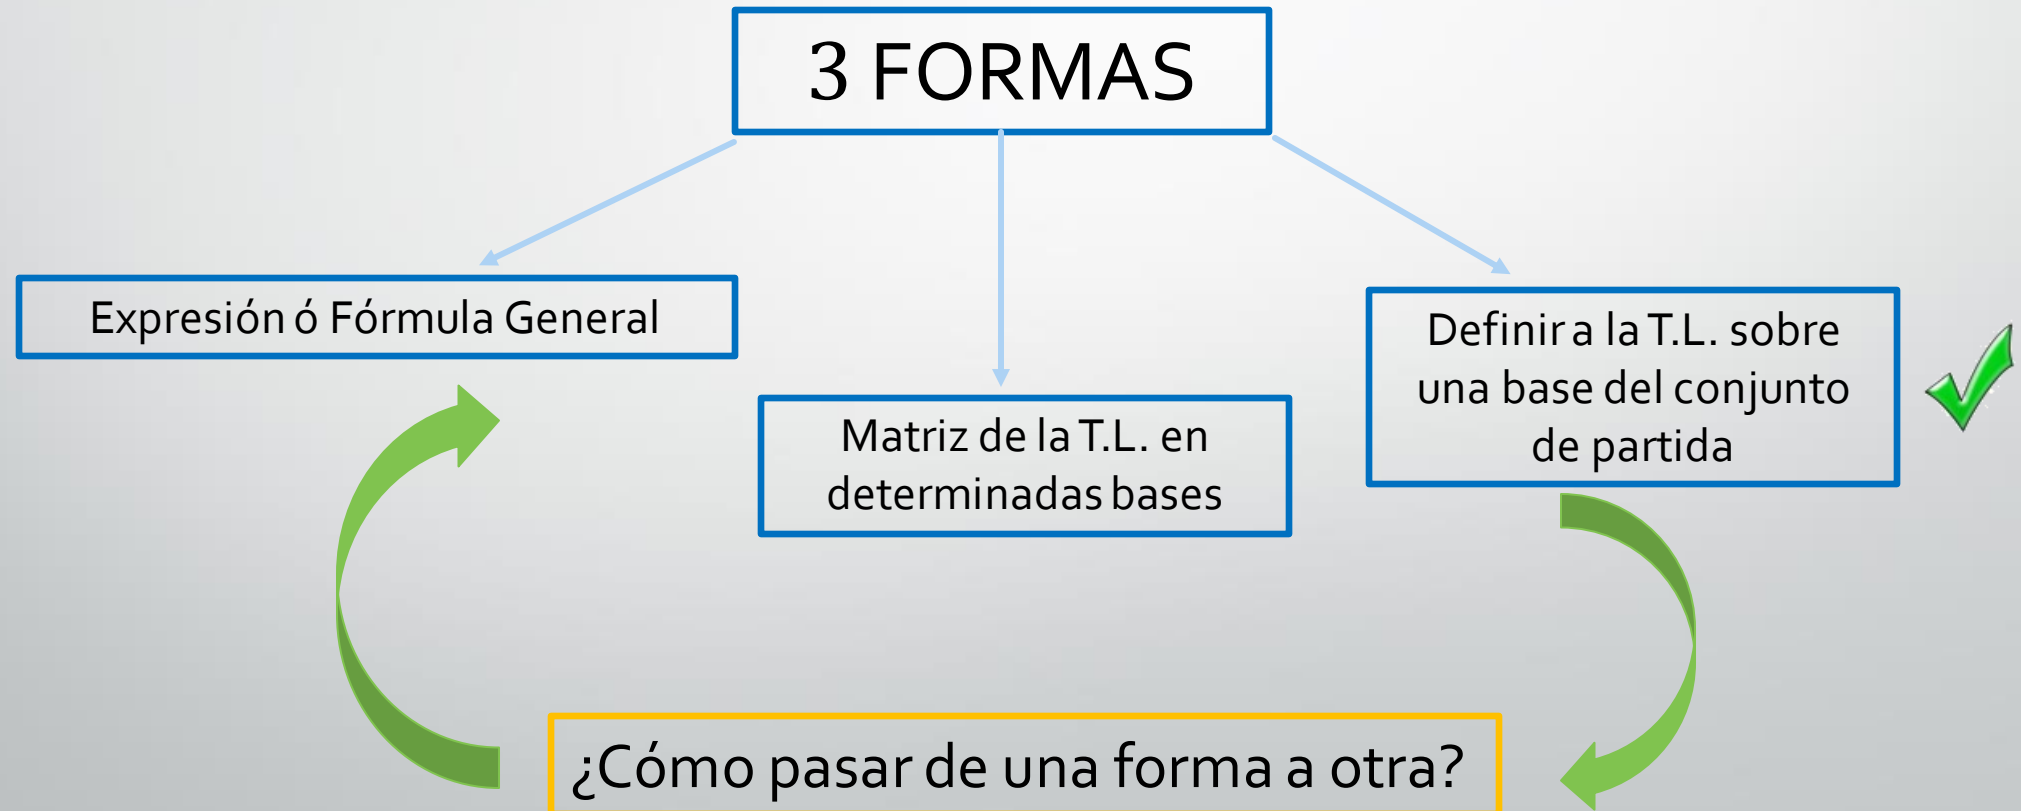 3 FORMAS
Expresión ó Fórmula General
Matriz de la T.L. en
determinadas bases
Definir a la T.L. sobre
una base del conjunto
de partida
¿Cómo pasar de una forma a otra?